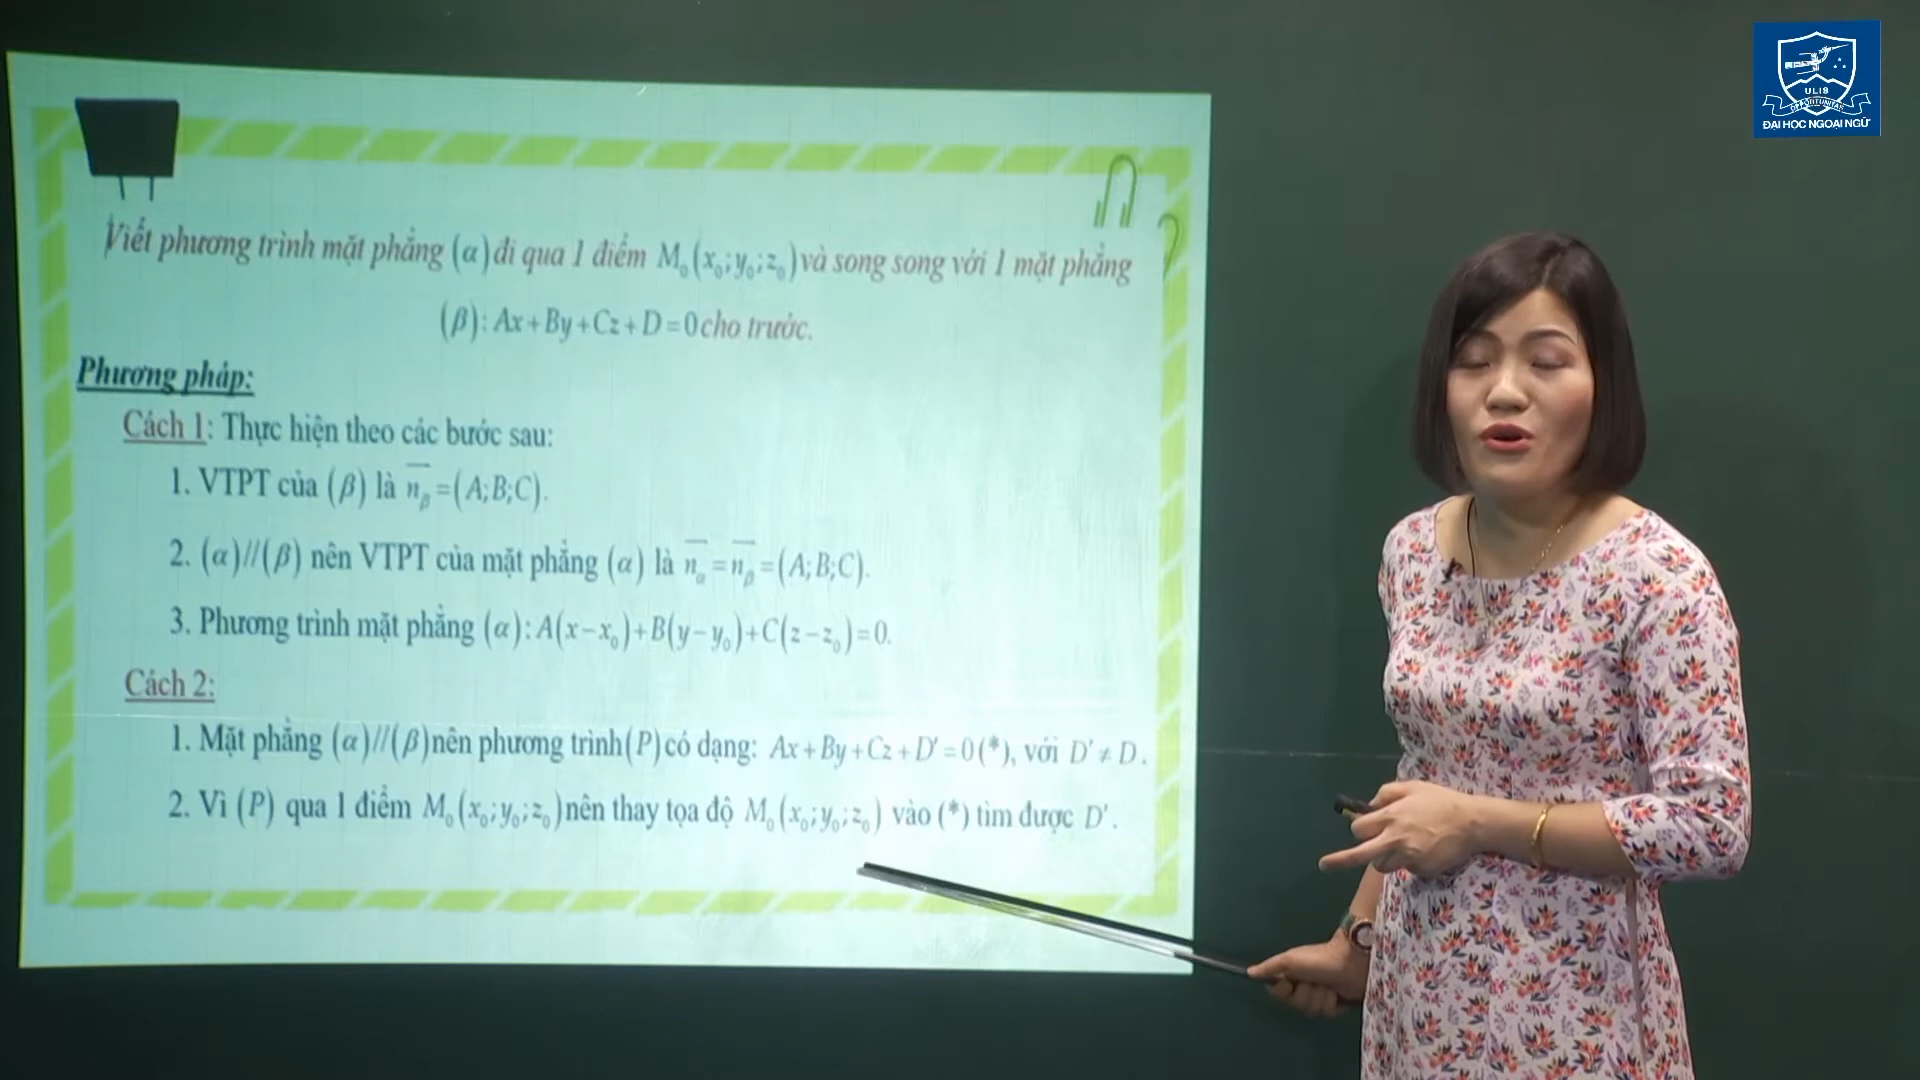 Viết phương trình mặt phẳng (α) đi qua 1 điểm M₀(x₀; y₀; z₀) và song song với 1 mặt phẳng
(β): Ax + By + Cz + D = 0 cho trước.
Phương pháp:
Cách 1: Thực hiện theo các bước sau:
1. VTPT của (β) là n_β = (A;B;C).
2. (α)//(β) nên VTPT của mặt phẳng (α) là n_α = n_β = (A;B;C).
3. Phương trình mặt phẳng (α): A(x − x₀) + B(y − y₀) + C(z − z₀) = 0.
Cách 2:
1. Mặt phẳng (α)//(β) nên phương trình (P) có dạng: Ax + By + Cz + D' = 0 (*), với D' ≠ D.
2. Vì (P) qua 1 điểm M₀(x₀; y₀; z₀) nên thay tọa độ M₀(x₀; y₀; z₀) vào (*) tìm được D'.
ULIS
OPPORTUNITAS
ĐẠI HỌC NGOẠI NGỮ